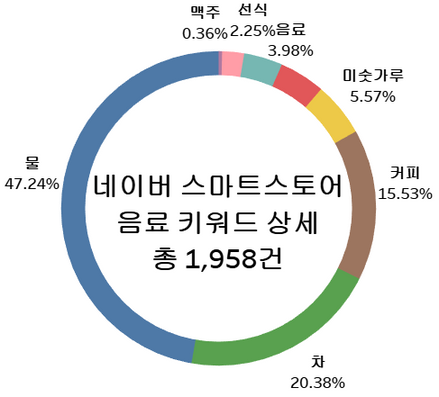 맥주
0.36%
선식
2.25%
음료
3.98%
미숫가루
5.57%
커피
15.53%
물
47.24%
네이버 스마트스토어
음료 키워드 상세
총 1,958건
차
20.38%